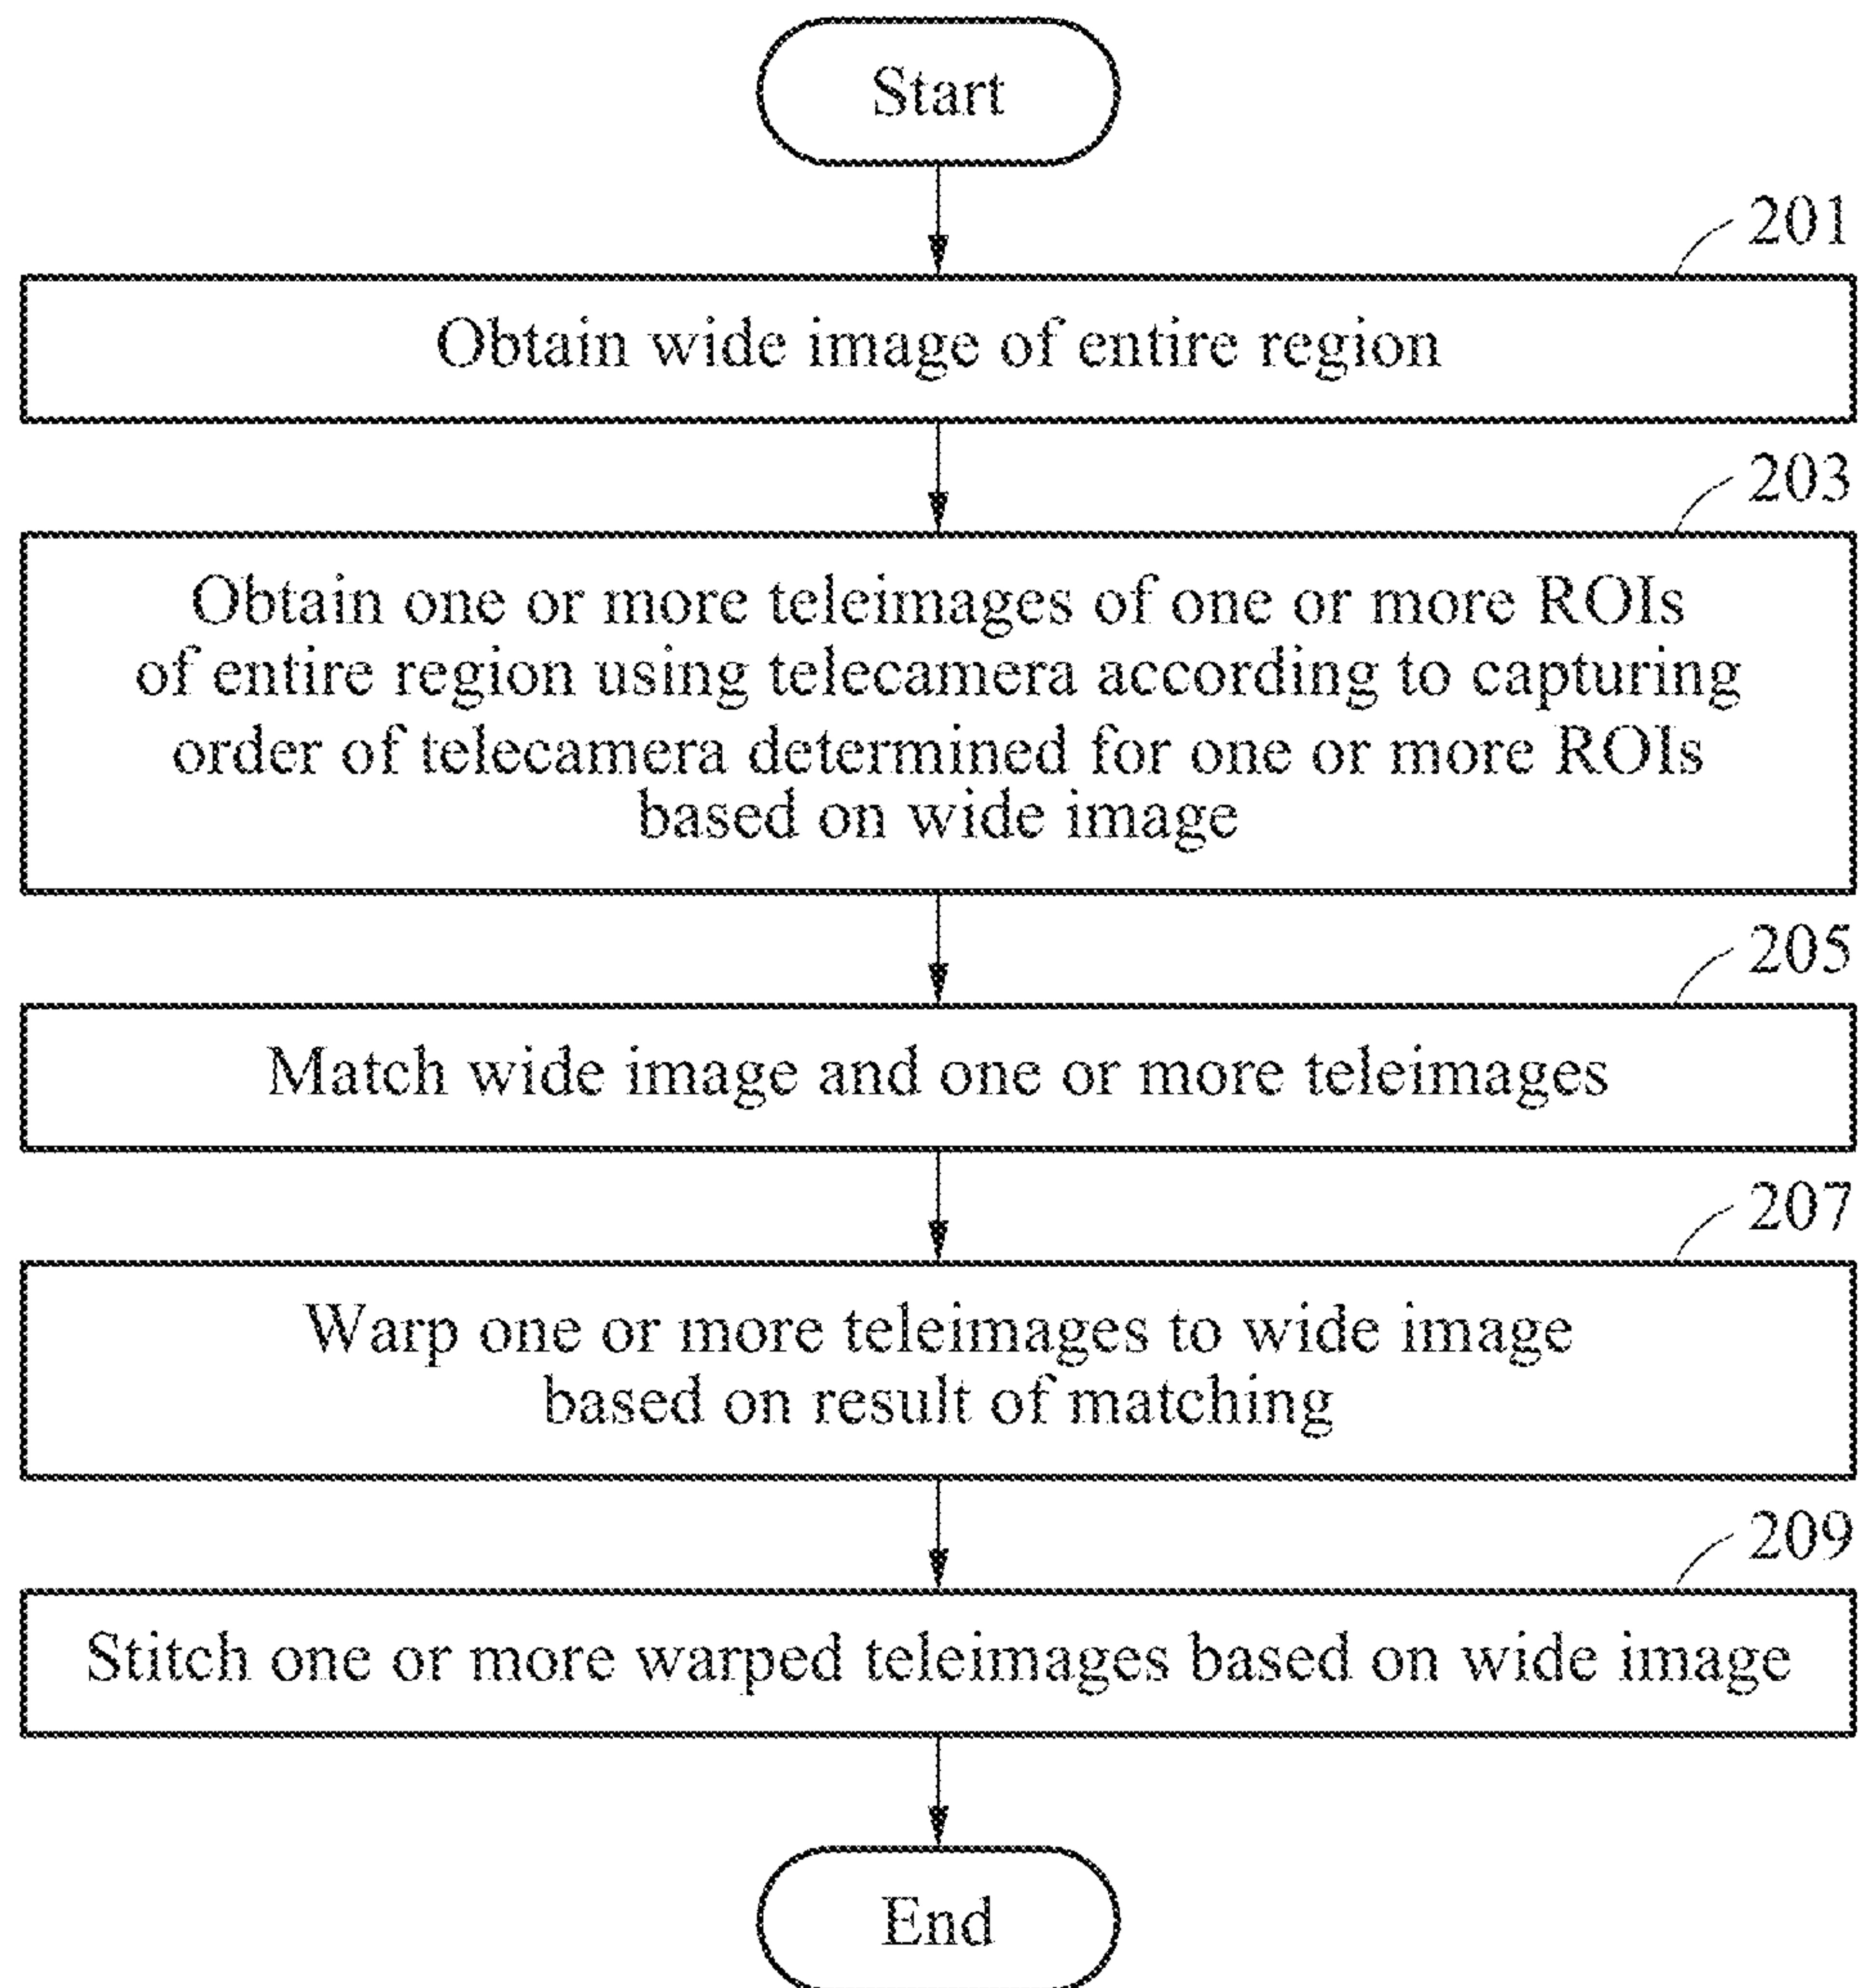 Start
201
Obtain wide image of entire region
203
Obtain one or more teleimages of one or more ROIs
of entire region using telecamera according to capturing
order of telecamera determined for one or more ROIs
based on wide image
205
Match wide image and one or more teleimages
207
Warp one or more teleimages to wide image
based on result of matching
209
Stitch one or more warped teleimages based on wide image
End